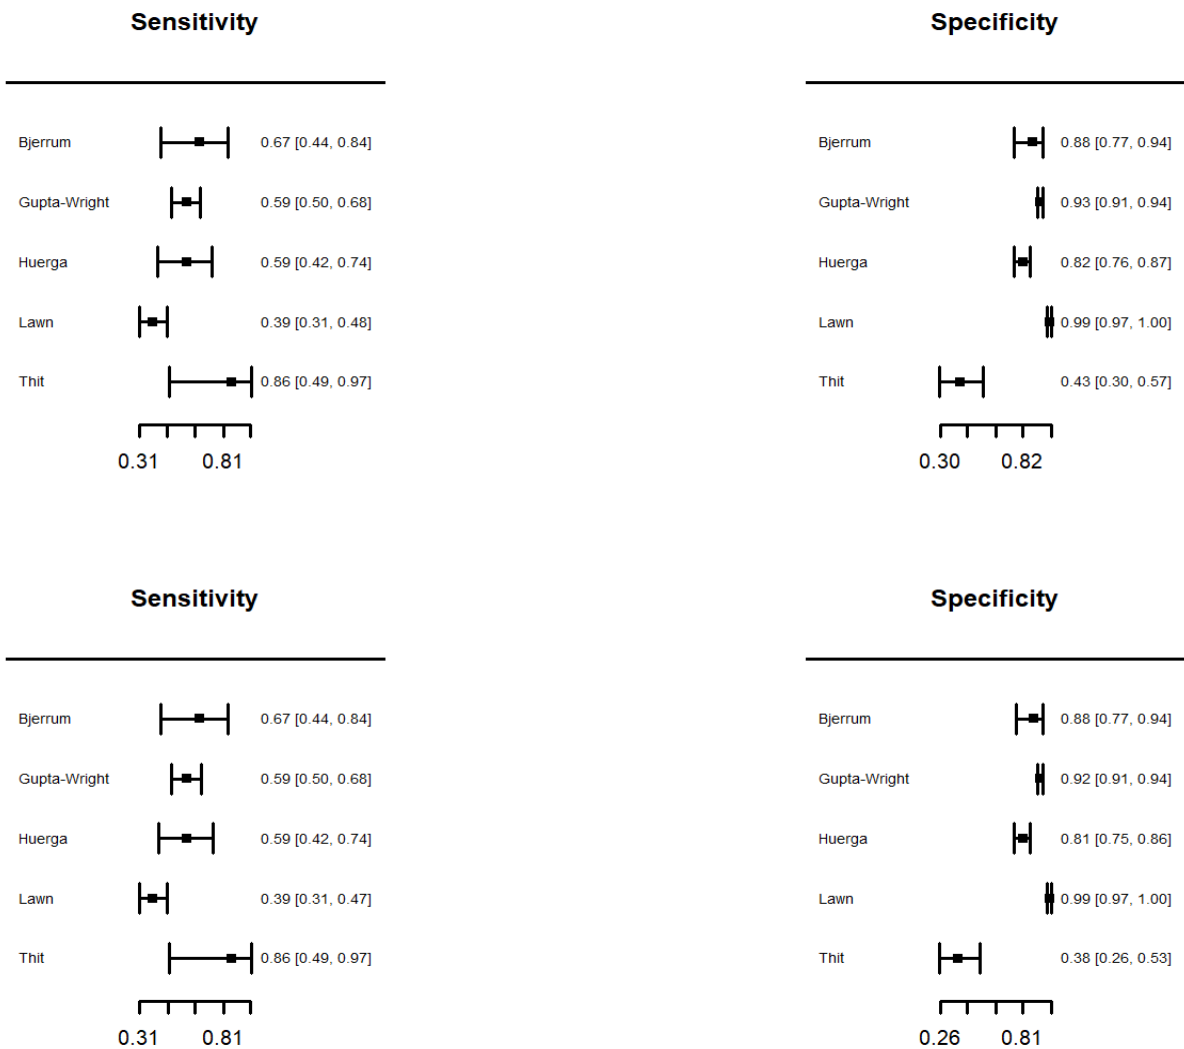 Sensitivity
Bjerrum 0.67 [0.44, 0.84]
Gupta-Wright 0.59 [0.50, 0.68]
Huerga 0.59 [0.42, 0.74]
Lawn 0.39 [0.31, 0.48]
Thit 0.86 [0.49, 0.97]
0.31 0.81
Specificity
Bjerrum 0.88 [0.77, 0.94]
Gupta-Wright 0.93 [0.91, 0.94]
Huerga 0.82 [0.76, 0.87]
Lawn 0.99 [0.97, 1.00]
Thit 0.43 [0.30, 0.57]
0.30 0.82
Sensitivity
Bjerrum 0.67 [0.44, 0.84]
Gupta-Wright 0.59 [0.50, 0.68]
Huerga 0.59 [0.42, 0.74]
Lawn 0.39 [0.31, 0.47]
Thit 0.86 [0.49, 0.97]
0.31 0.81
Specificity
Bjerrum 0.88 [0.77, 0.94]
Gupta-Wright 0.92 [0.91, 0.94]
Huerga 0.81 [0.75, 0.86]
Lawn 0.99 [0.97, 1.00]
Thit 0.38 [0.26, 0.53]
0.26 0.81